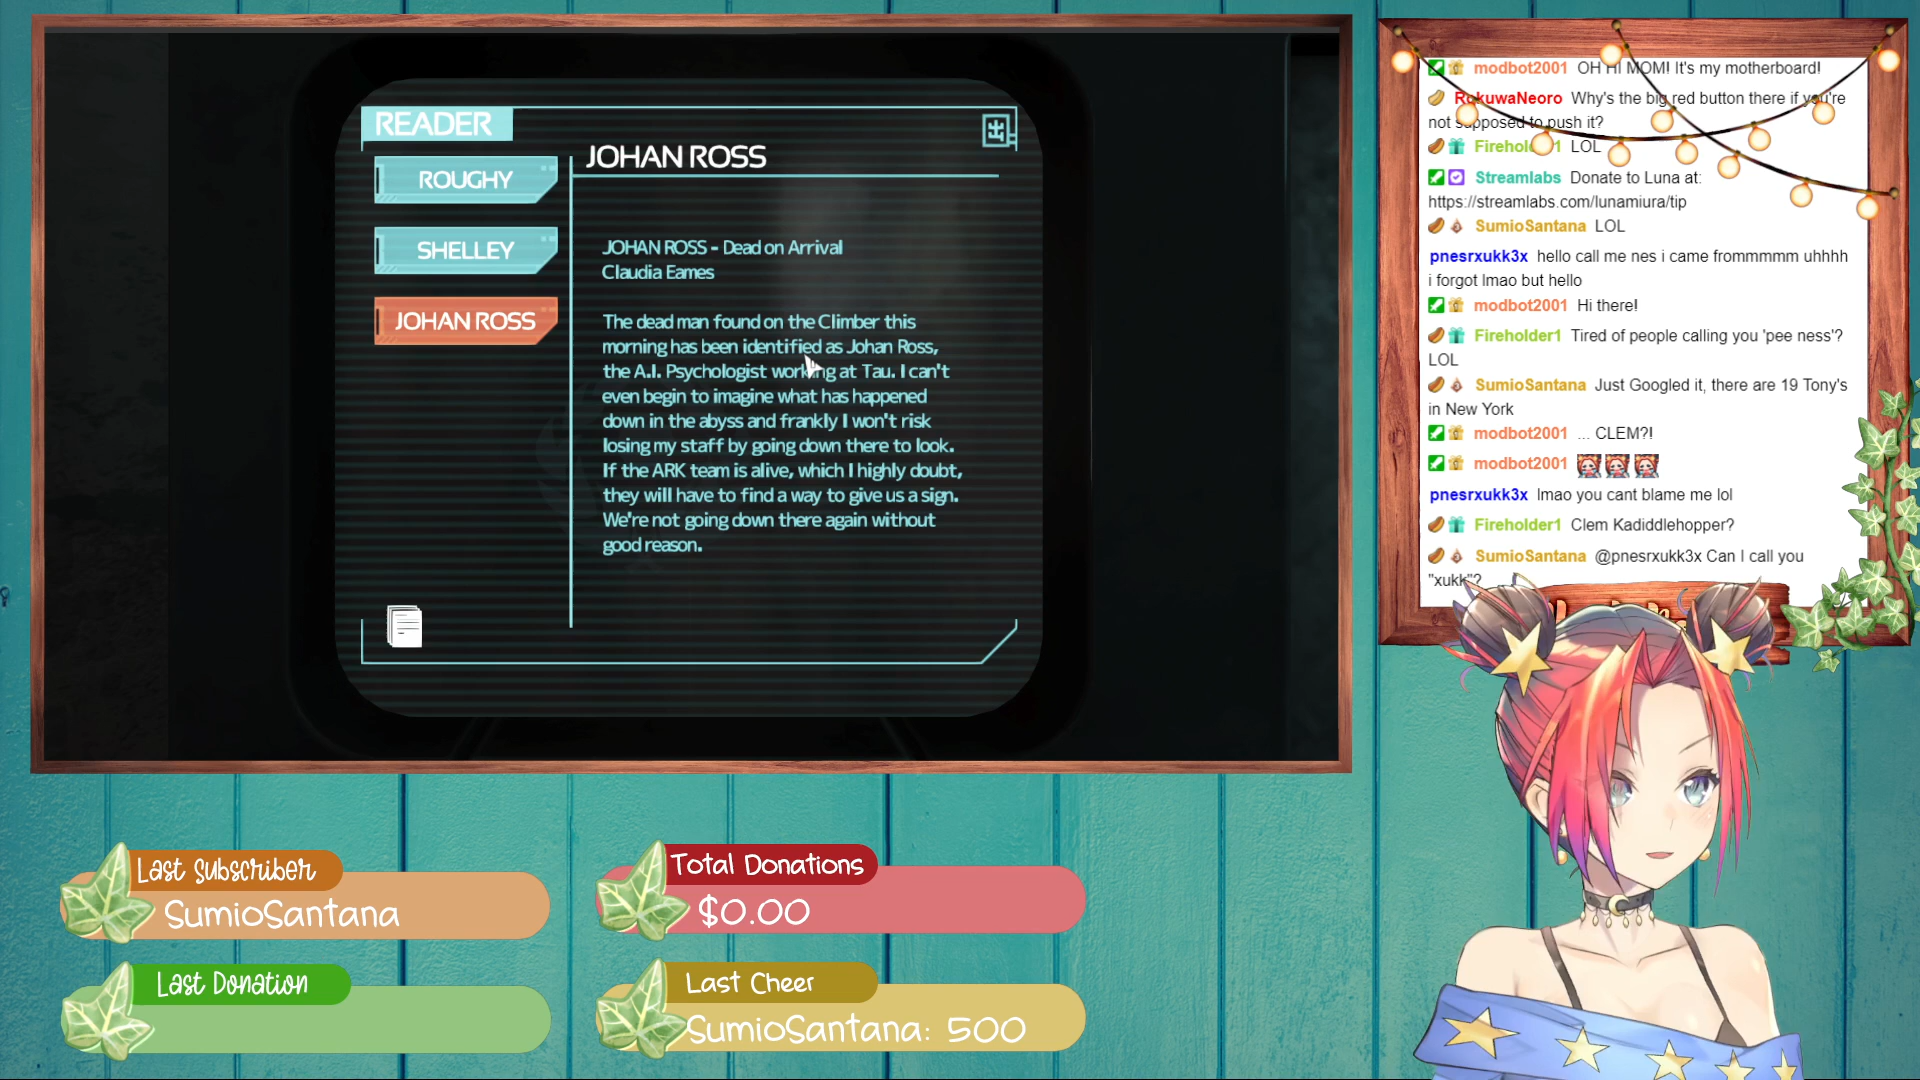 READER
ROUGHY
SHELLEY
JOHAN ROSS
JOHAN ROSS
JOHAN ROSS - Dead on Arrival
Claudia Eames
The dead man found on the Climber this
morning has been identified as Johan Ross,
the A.I. Psychologist working at Tau. I can't
even begin to imagine what has happened
down in the abyss and frankly I won't risk
losing my staff by going down there to look.
If the ARK team is alive, which I highly doubt,
they will have to find a way to give us a sign.
We're not going down there again without
good reason.
modbot2001 OH HI MOM! It's my motherboard!
RukuwaNeoro Why's the big red button there if you're
not supposed to push it?
Fireholder1 LOL
Streamlabs Donate to Luna at:
https://streamlabs.com/lunamiura/tip
SumioSantana LOL
pnesrxukk3x hello call me nes i came frommmmm uhhhh
i forgot lmao but hello
modbot2001 Hi there!
Fireholder1 Tired of people calling you 'pee ness'?
LOL
SumioSantana Just Googled it, there are 19 Tony's
in New York
modbot2001 ... CLEM?!
modbot2001
pnesrxukk3x lmao you cant blame me lol
Fireholder1 Clem Kadiddlehopper?
SumioSantana @pnesrxukk3x Can I call you
"xukk"?
Last Subscriber
SumioSantana
Total Donations
$0.00
Last Donation
Last Cheer
SumioSantana: 500